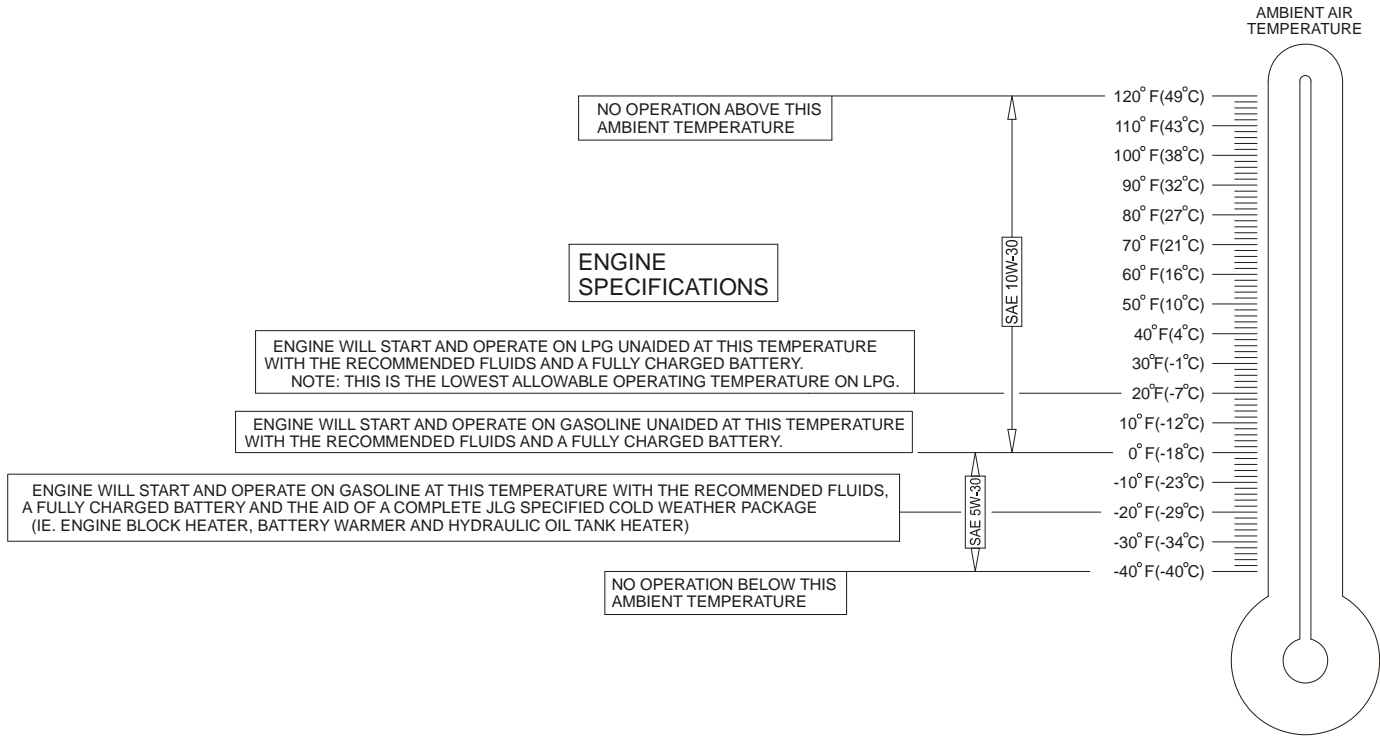 AMBIENT AIR
TEMPERATURE
NO OPERATION ABOVE THIS
AMBIENT TEMPERATURE
120° F(49°C)
110° F(43°C)
100° F(38°C)
90° F(32°C)
80° F(27°C)
70° F(21°C)
60° F(16°C)
50° F(10°C)
40°F(4°C)
30°F(-1°C)
20°F(-7°C)
10°F(-12°C)
0° F(-18°C)
-10° F(-23°C)
-20° F(-29°C)
-30° F(-34°C)
-40° F(-40°C)
SAE 10W-30
ENGINE
SPECIFICATIONS
ENGINE WILL START AND OPERATE ON LPG UNAIDED AT THIS TEMPERATURE
WITH THE RECOMMENDED FLUIDS AND A FULLY CHARGED BATTERY.
NOTE: THIS IS THE LOWEST ALLOWABLE OPERATING TEMPERATURE ON LPG.
ENGINE WILL START AND OPERATE ON GASOLINE UNAIDED AT THIS TEMPERATURE
WITH THE RECOMMENDED FLUIDS AND A FULLY CHARGED BATTERY.
SAE 5W-30
ENGINE WILL START AND OPERATE ON GASOLINE AT THIS TEMPERATURE WITH THE RECOMMENDED FLUIDS,
A FULLY CHARGED BATTERY AND THE AID OF A COMPLETE JLG SPECIFIED COLD WEATHER PACKAGE
(IE. ENGINE BLOCK HEATER, BATTERY WARMER AND HYDRAULIC OIL TANK HEATER)
NO OPERATION BELOW THIS
AMBIENT TEMPERATURE